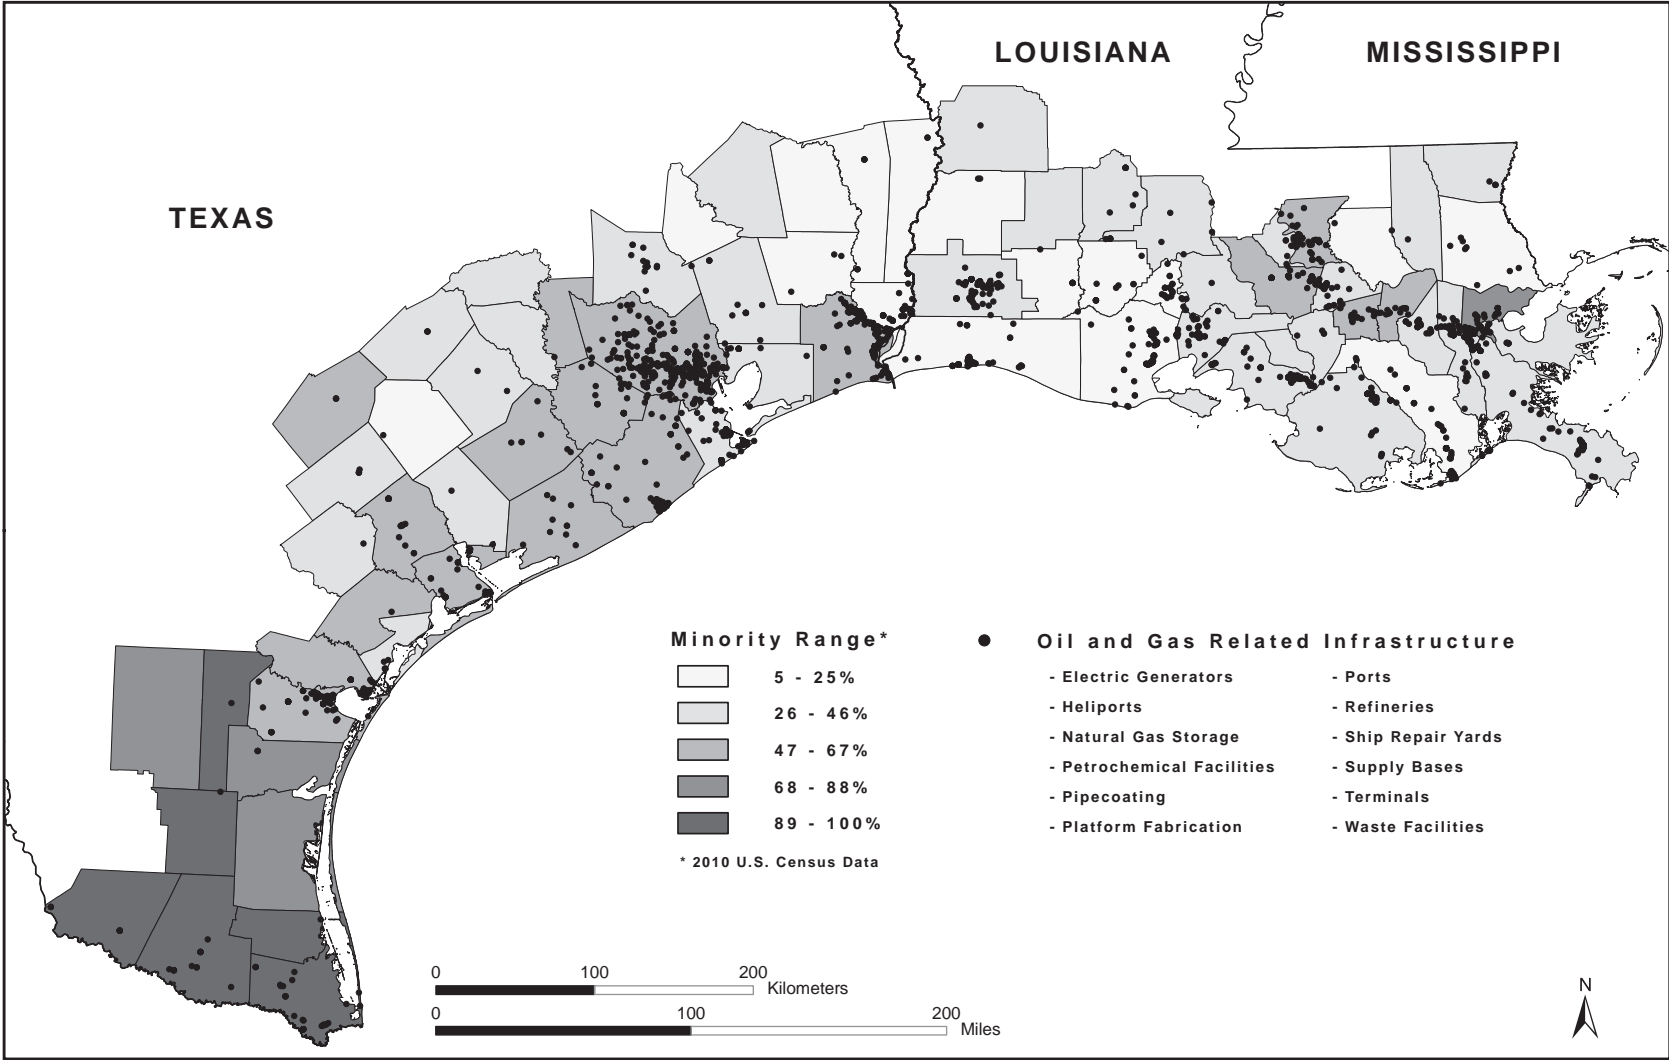 LOUISIANA
MISSISSIPPI
TEXAS
Minority Range*
5 - 25%
26 - 46%
47 - 67%
68 - 88%
89 - 100%
* 2010 U.S. Census Data
Oil and Gas Related Infrastructure
- Electric Generators
- Heliports
- Natural Gas Storage
- Petrochemical Facilities
- Pipecoating
- Platform Fabrication
- Ports
- Refineries
- Ship Repair Yards
- Supply Bases
- Terminals
- Waste Facilities
0 100 200
Kilometers
0 100 200
Miles
N